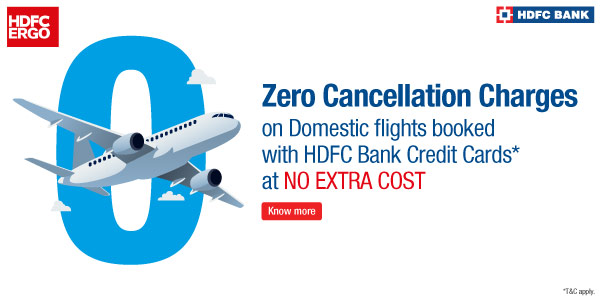 HDFC
ERGO
HDFC BANK
0
Zero Cancellation Charges
on Domestic flights booked
with HDFC Bank Credit Cards*
at NO EXTRA COST
Know more
*T&C apply.